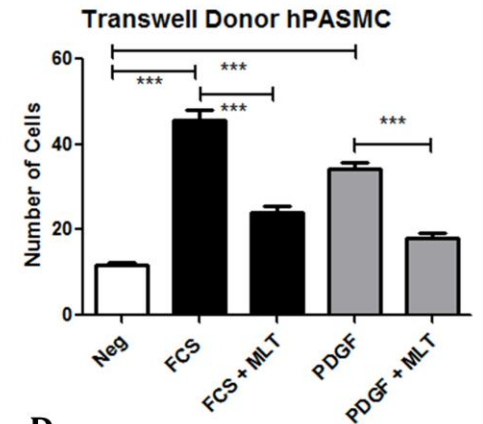 Transwell Donor hPASMC
Number of Cells
60
40
20
0
***
***
***
***
Neg
FCS
FCS + MLT
PDGF
PDGF + MLT